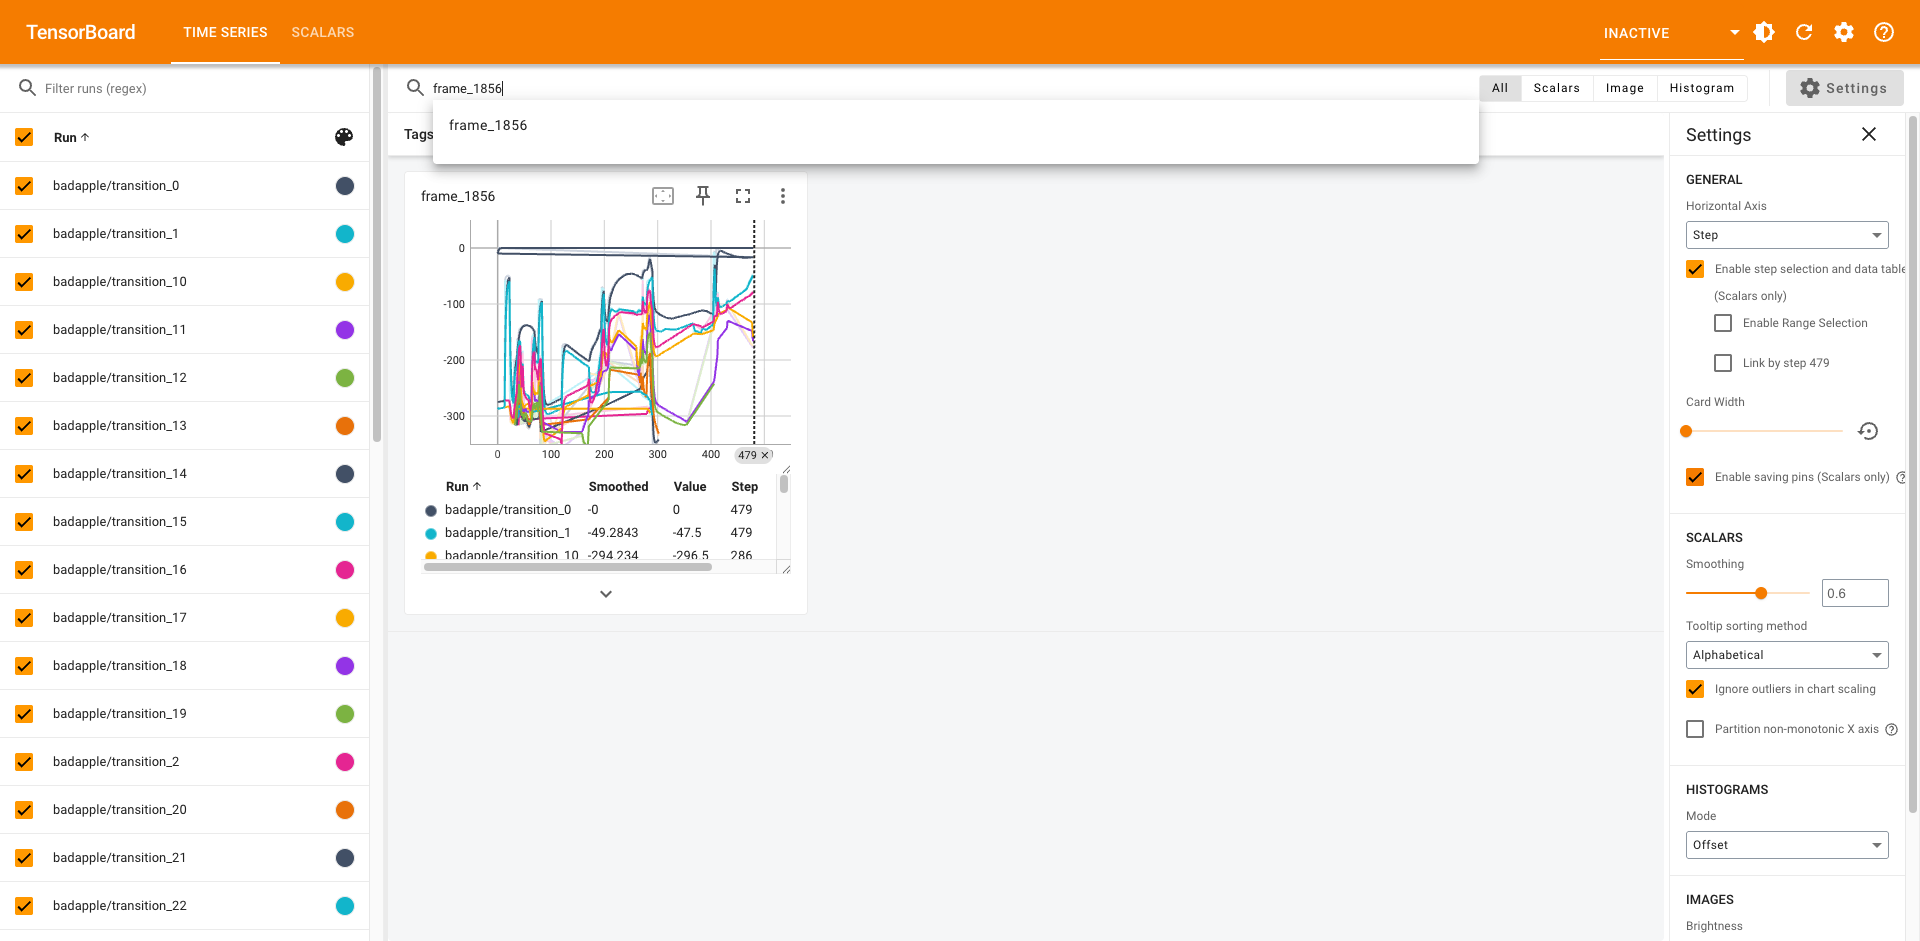 TensorBoard TIME SERIES SCALARS INACTIVE
Filter runs (regex)
Run
badapple/transition_0
badapple/transition_1
badapple/transition_10
badapple/transition_11
badapple/transition_12
badapple/transition_13
badapple/transition_14
badapple/transition_15
badapple/transition_16
badapple/transition_17
badapple/transition_18
badapple/transition_19
badapple/transition_2
badapple/transition_20
badapple/transition_21
badapple/transition_22
frame_1856
All Scalars Image Histogram
Settings
frame_1856
Tags
frame_1856
0
-100
-200
-300
0 100 200 300 400 479
Run Smoothed Value Step
badapple/transition_0 -0 0 479
badapple/transition_1 -49.2843 -47.5 479
badapple/transition_10 -294.234 -296.5 286
Settings
GENERAL
Horizontal Axis
Step
Enable step selection and data table
(Scalars only)
Enable Range Selection
Link by step 479
Card Width
Enable saving pins (Scalars only)
SCALARS
Smoothing
0.6
Tooltip sorting method
Alphabetical
Ignore outliers in chart scaling
Partition non-monotonic X axis
HISTOGRAMS
Mode
Offset
IMAGES
Brightness